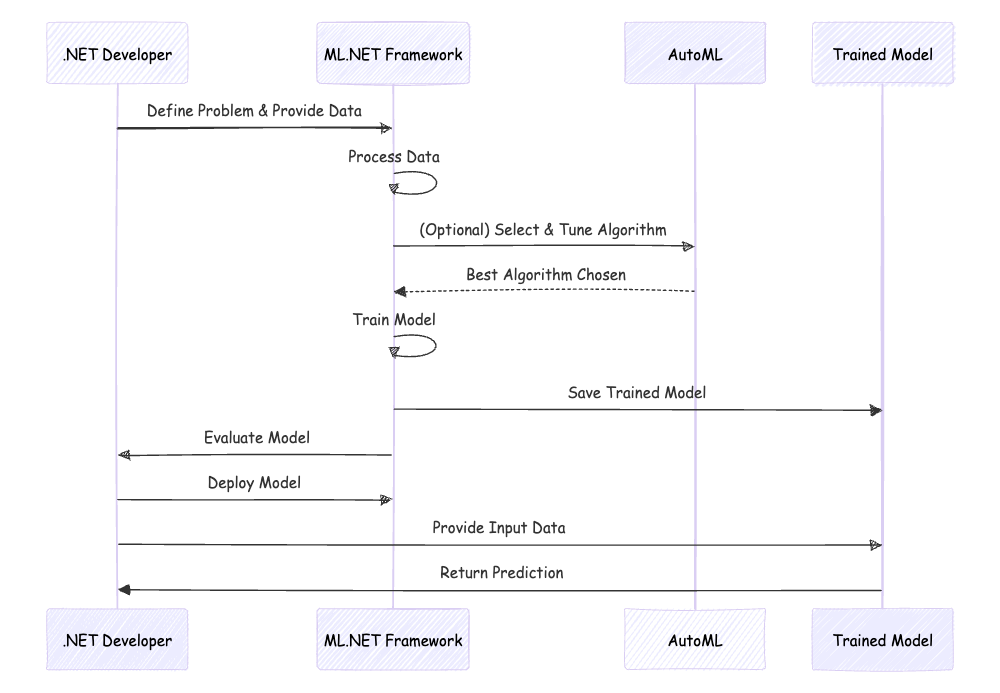 .NET Developer
ML.NET Framework
AutoML
Trained Model
Define Problem & Provide Data
Process Data
(Optional) Select & Tune Algorithm
Best Algorithm Chosen
Train Model
Save Trained Model
Evaluate Model
Deploy Model
Provide Input Data
Return Prediction
.NET Developer
ML.NET Framework
AutoML
Trained Model